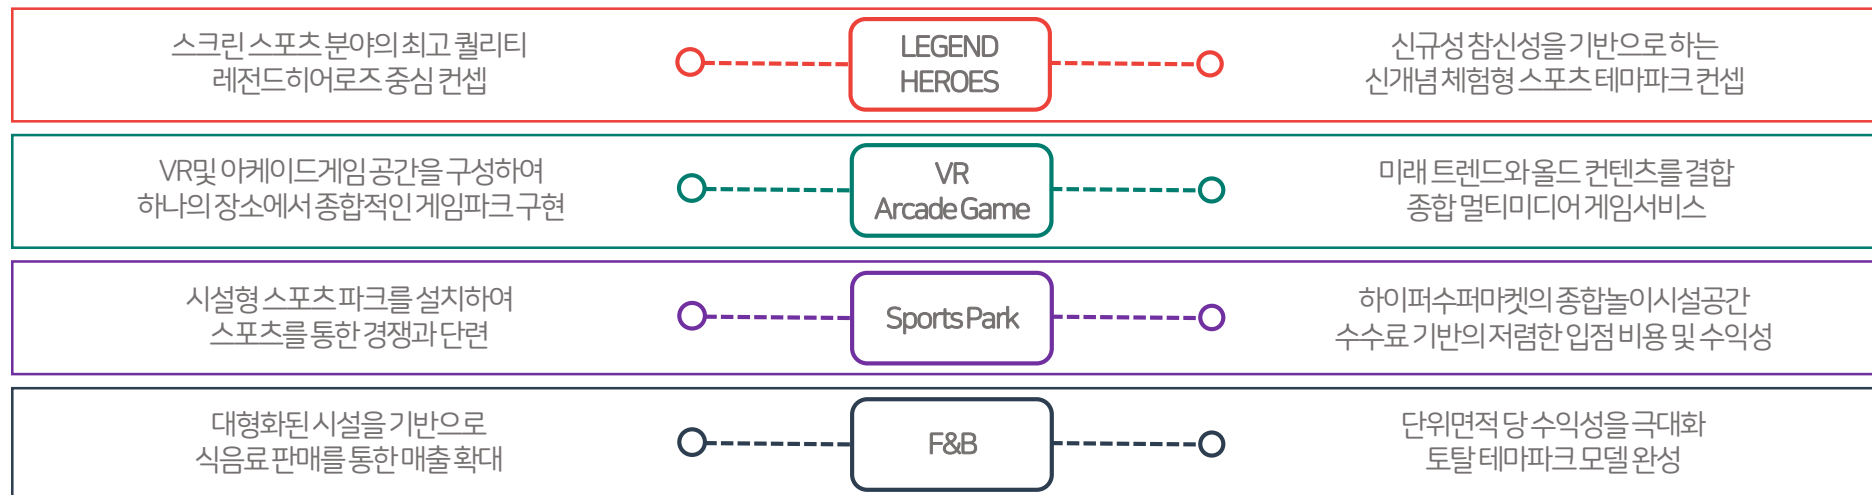 스크린 스포츠 분야의 최고 퀄리티
레전드히어로즈 중심 컨셉
LEGEND
HEROES
신규성 참신성을 기반으로 하는
신개념 체험형 스포츠 테마파크 컨셉
VR및 아케이드게임 공간을 구성하여
하나의 장소에서 종합적인 게임파크 구현
VR
Arcade Game
미래 트렌드와 올드 컨텐츠를 결합
종합 멀티미디어 게임서비스
시설형 스포츠 파크를 설치하여
스포츠를 통한 경쟁과 단련
Sports Park
하이퍼수퍼마켓의 종합놀이시설공간
수수료 기반의 저렴한 입점 비용 및 수익성
대형화된 시설을 기반으로
식음료 판매를 통한 매출 확대
F&B
단위면적 당 수익성을 극대화
토탈 테마파크 모델 완성